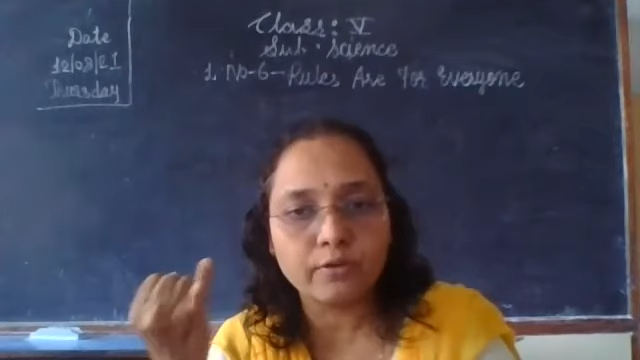 Date
12/08/21
Thursday
Class: V
Sub: Science
L.No-6-Rules Are For Everyone